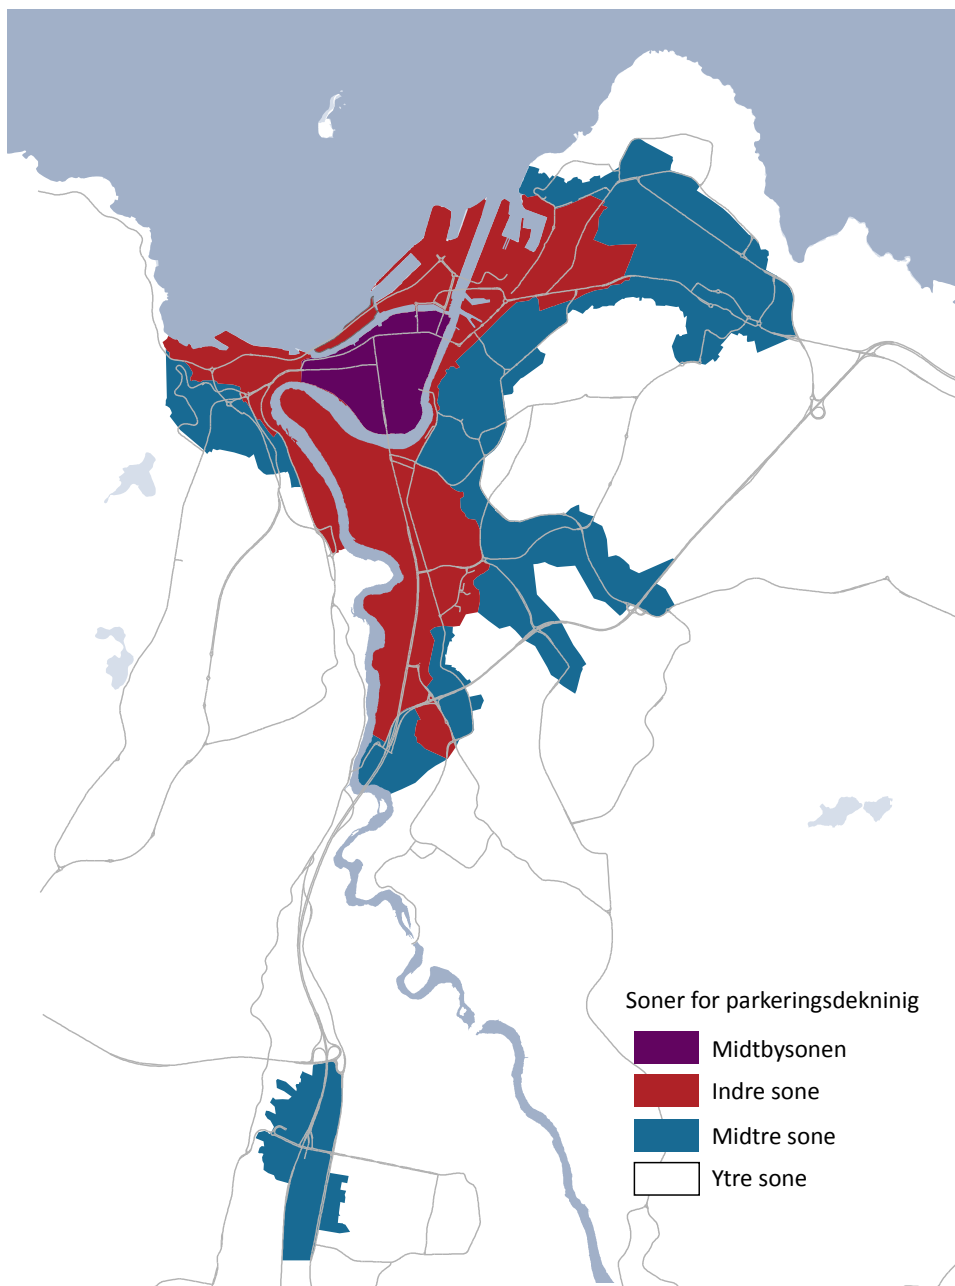 Soner for parkeringsdekninig
Midtbysonen
Indre sone
Midtre sone
Ytre sone